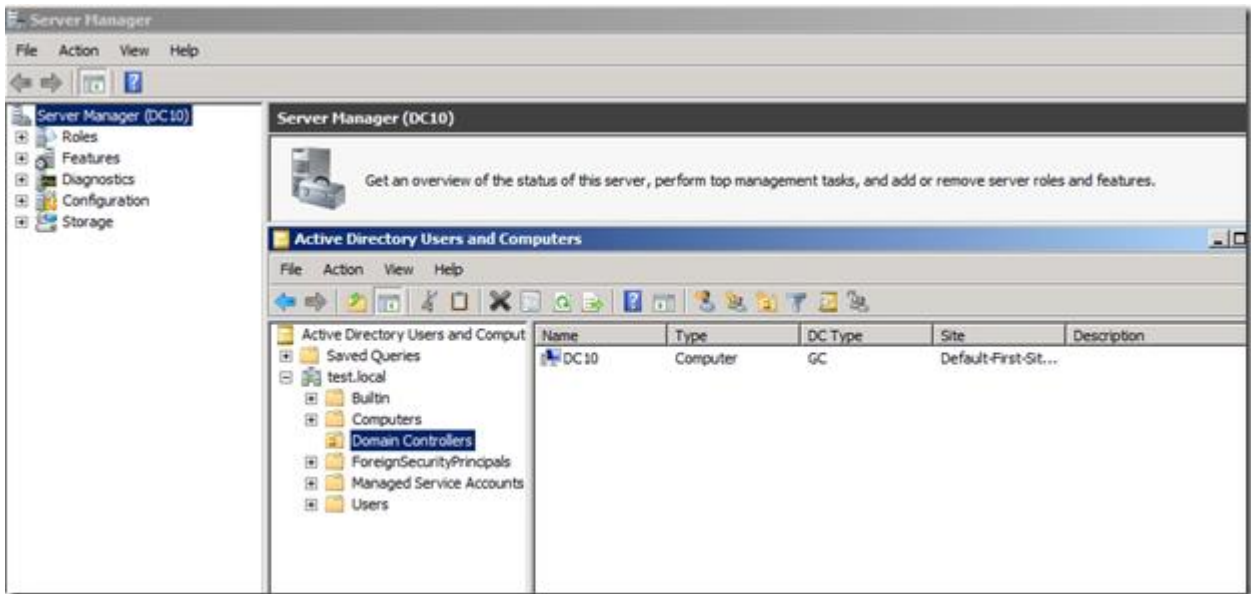 Server Manager
File Action View Help
Server Manager (DC10)
Roles
Features
Diagnostics
Configuration
Storage
Server Manager (DC10)
Get an overview of the status of this server, perform top management tasks, and add or remove server roles and features.
Active Directory Users and Computers
File Action View Help
Active Directory Users and Comput
Saved Queries
test.local
Builtin
Computers
Domain Controllers
ForeignSecurityPrincipals
Managed Service Accounts
Users
Name Type DC Type Site Description
DC10 Computer GC Default-First-Sit...